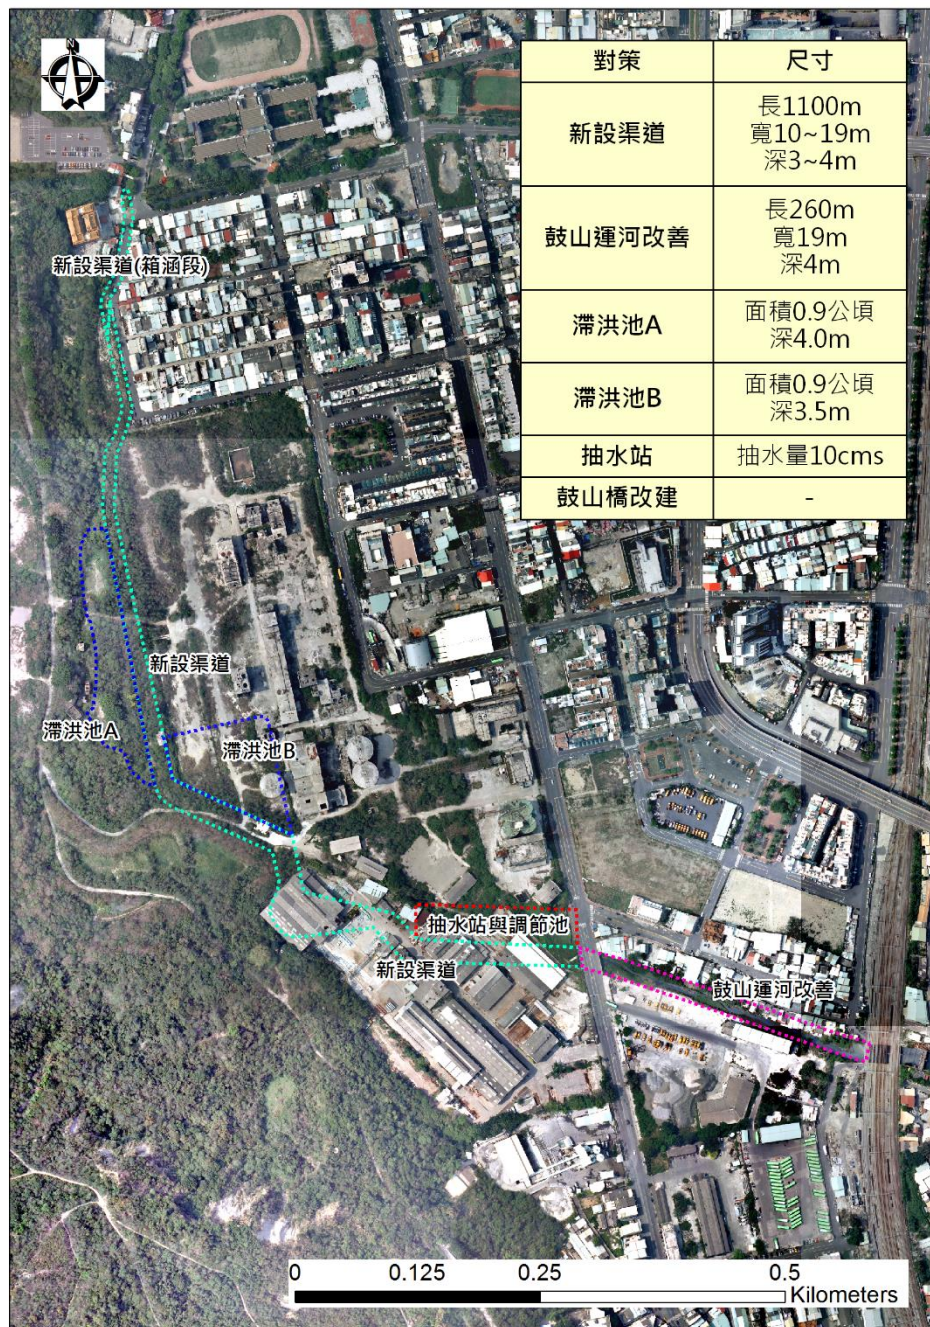 N
對策 尺寸
新設渠道 長1100m
寬10~19m
深3~4m
鼓山運河改善 長260m
寬19m
深4m
滯洪池A 面積0.9公頃
深4.0m
滯洪池B 面積0.9公頃
深3.5m
抽水站 抽水量10cms
鼓山橋改建 -
新設渠道(箱涵段)
新設渠道
滯洪池A
滯洪池B
抽水站與調節池
新設渠道
鼓山運河改善
0 0.125 0.25 0.5
Kilometers